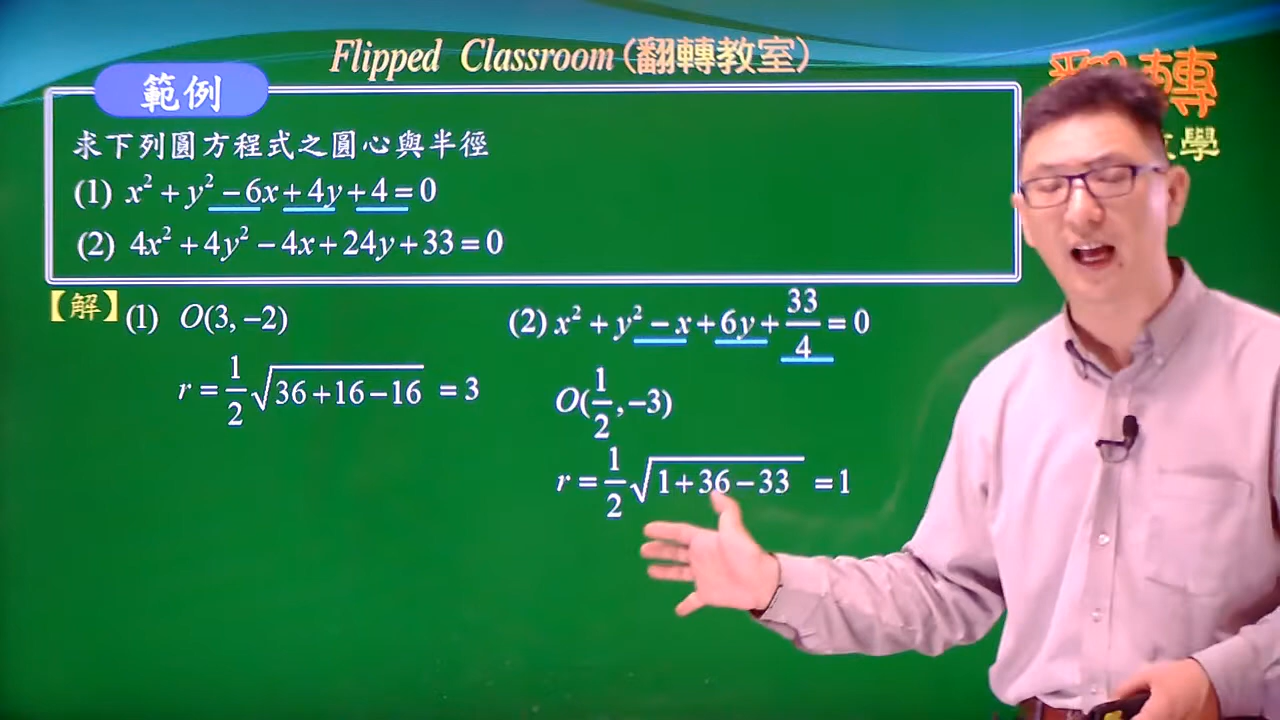 Flipped Classroom(翻轉教室)
轉
學
範例
求下列圓方程式之圓心與半徑
(1) x² + y² − 6x + 4y + 4 = 0
(2) 4x² + 4y² − 4x + 24y + 33 = 0
【解】(1) O(3, −2)
r = 1/2 √(36+16−16) = 3
(2) x² + y² − x + 6y + 33/4 = 0
O(1/2, −3)
r = 1/2 √(1+36−33) = 1